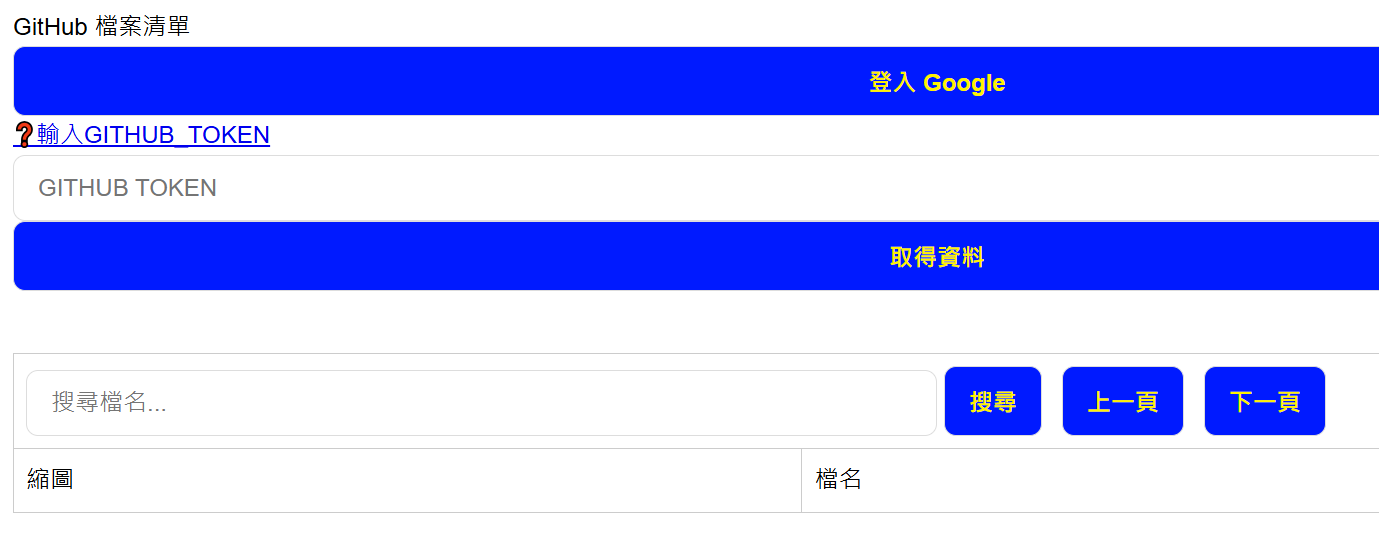 GitHub 檔案清單
登入 Google
❓輸入GITHUB_TOKEN
GITHUB TOKEN
取得資料
搜尋檔名... 搜尋 上一頁 下一頁
縮圖 檔名